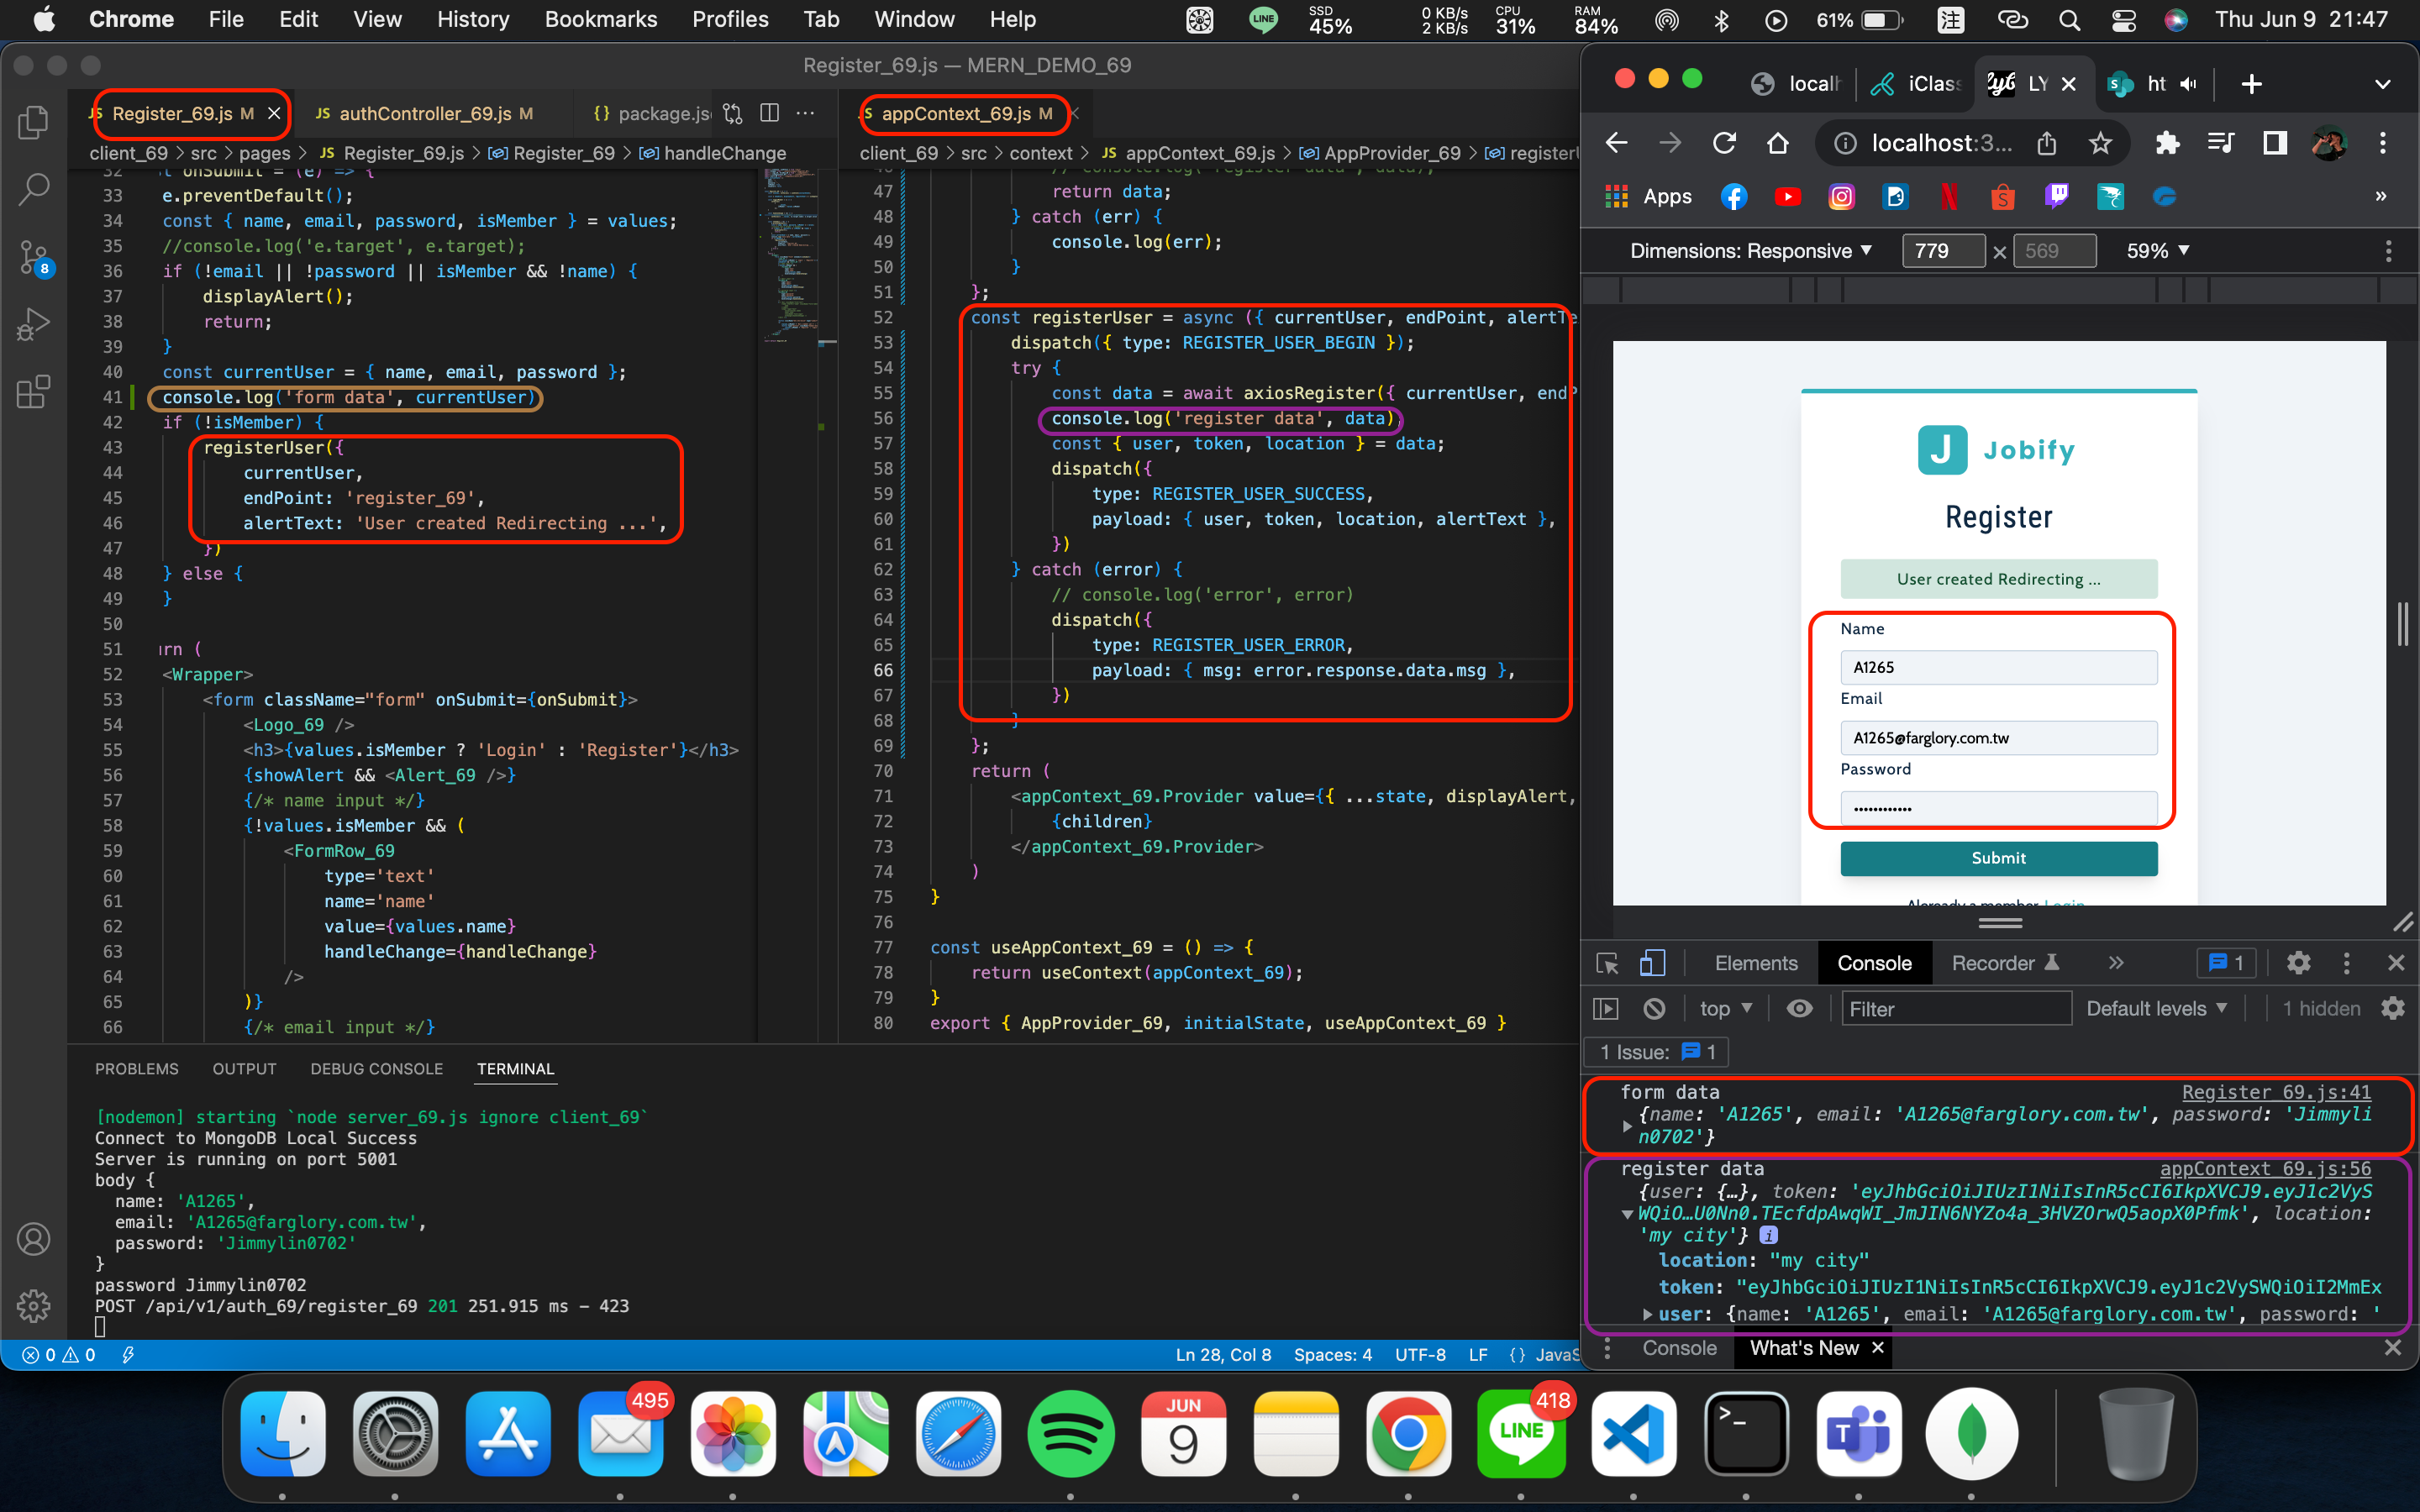 Chrome File Edit View History Bookmarks Profiles Tab Window Help
LINE SSD 45% 0 KB/s 2 KB/s CPU 31% RAM 84% 61% 注 Thu Jun 9 21:47
Register_69.js — MERN_DEMO_69
JS Register_69.js M JS authController_69.js M {} package.js
client_69 > src > pages > JS Register_69.js > Register_69 > handleChange
32 onSubmit = (e) => {
33 e.preventDefault();
34 const { name, email, password, isMember } = values;
35 //console.log('e.target', e.target);
36 if (!email || !password || isMember && !name) {
37 displayAlert();
38 return;
39 }
40 const currentUser = { name, email, password };
41 console.log('form data', currentUser)
42 if (!isMember) {
43 registerUser({
44 currentUser,
45 endPoint: 'register_69',
46 alertText: 'User created Redirecting ...',
47 })
48 } else {
49 }
50
51 rn (
52 <Wrapper>
53 <form className="form" onSubmit={onSubmit}>
54 <Logo_69 />
55 <h3>{values.isMember ? 'Login' : 'Register'}</h3>
56 {showAlert && <Alert_69 />}
57 {/* name input */}
58 {!values.isMember && (
59 <FormRow_69
60 type='text'
61 name='name'
62 value={values.name}
63 handleChange={handleChange}
64 />
65 )}
66 {/* email input */}
JS appContext_69.js M
client_69 > src > context > JS appContext_69.js > AppProvider_69 > registerU
46 // console.log('register data', data);
47 return data;
48 } catch (err) {
49 console.log(err);
50 }
51 };
52 const registerUser = async ({ currentUser, endPoint, alertTe
53 dispatch({ type: REGISTER_USER_BEGIN });
54 try {
55 const data = await axiosRegister({ currentUser, endP
56 console.log('register data', data)
57 const { user, token, location } = data;
58 dispatch({
59 type: REGISTER_USER_SUCCESS,
60 payload: { user, token, location, alertText },
61 })
62 } catch (error) {
63 // console.log('error', error)
64 dispatch({
65 type: REGISTER_USER_ERROR,
66 payload: { msg: error.response.data.msg },
67 })
68 }
69 };
70 return (
71 <appContext_69.Provider value={{ ...state, displayAlert,
72 {children}
73 </appContext_69.Provider>
74 )
75 }
76
77 const useAppContext_69 = () => {
78 return useContext(appContext_69);
79 }
80 export { AppProvider_69, initialState, useAppContext_69 }
8
PROBLEMS OUTPUT DEBUG CONSOLE TERMINAL
[nodemon] starting `node server_69.js ignore client_69`
Connect to MongoDB Local Success
Server is running on port 5001
body {
name: 'A1265',
email: 'A1265@farglory.com.tw',
password: 'Jimmylin0702'
}
password Jimmylin0702
POST /api/v1/auth_69/register_69 201 251.915 ms - 423
0 0 Ln 28, Col 8 Spaces: 4 UTF-8 LF {} JavaS
localh iClass LY ht
localhost:3...
Apps
Dimensions: Responsive 779 × 569 59%
J Jobify
Register
User created Redirecting ...
Name
A1265
Email
A1265@farglory.com.tw
Password
Submit
Already a member Login
Elements Console Recorder 1
top Filter Default levels 1 hidden
1 Issue: 1
form data Register_69.js:41
{name: 'A1265', email: 'A1265@farglory.com.tw', password: 'Jimmyli
n0702'}
register data appContext_69.js:56
{user: {…}, token: 'eyJhbGciOiJIUzI1NiIsInR5cCI6IkpXVCJ9.eyJ1c2VyS
WQiO…U0Nn0.TEcfdpAwqWI_JmJIN6NYZo4a_3HVZOrwQ5aopX0Pfmk', location:
'my city'} i
location: "my city"
token: "eyJhbGciOiJIUzI1NiIsInR5cCI6IkpXVCJ9.eyJ1c2VySWQiOiI2MmEx
user: {name: 'A1265', email: 'A1265@farglory.com.tw', password: '
Console What's New
495 JUN 9 LINE 418 T